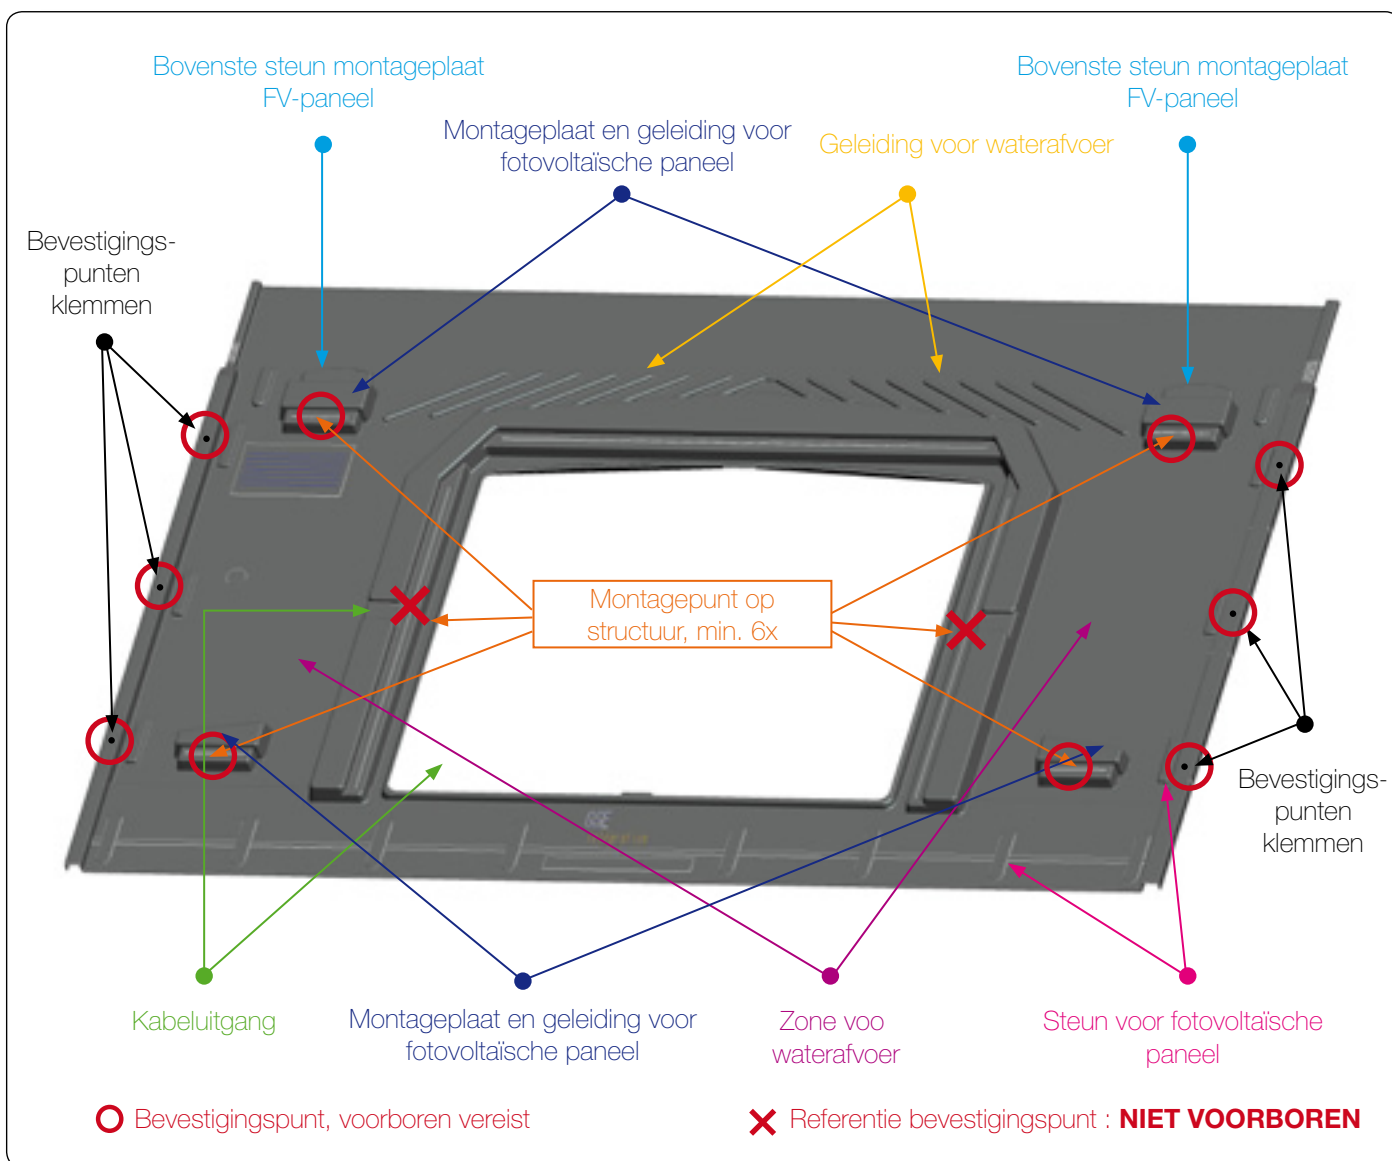 Bovenste steun montageplaat
FV-paneel
Bovenste steun montageplaat
FV-paneel
Montageplaat en geleiding voor
fotovoltaïsche paneel
Geleiding voor waterafvoer
Bevestigings-
punten
klemmen
Montagepunt op
structuur, min. 6x
Bevestigings-
punten
klemmen
GSE
Kabeluitgang
Montageplaat en geleiding voor
fotovoltaïsche paneel
Zone voo
waterafvoer
Steun voor fotovoltaïsche
paneel
Bevestigingspunt, voorboren vereist
Referentie bevestigingspunt : NIET VOORBOREN